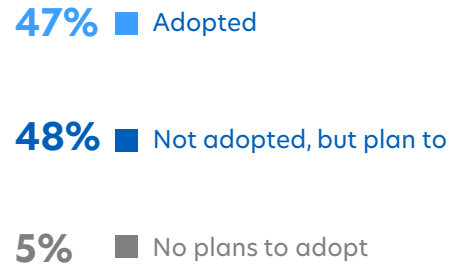 47% Adopted
48% Not adopted, but plan to
5% No plans to adopt